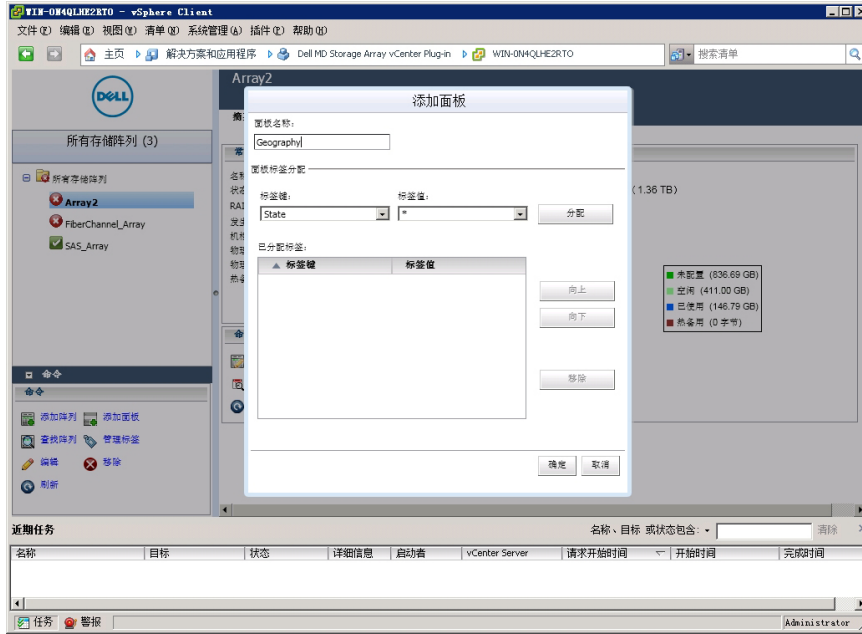 WIN-0N4QLHE2RTO - vSphere Client
文件(F) 编辑(E) 视图(V) 清单(N) 系统管理(A) 插件(P) 帮助(H)
主页 解决方案和应用程序 Dell MD Storage Array vCenter Plug-in WIN-0N4QLHE2RTO 搜索清单
DELL
所有存储阵列 (3)
所有存储阵列
Array2
FiberChannel_Array
SAS_Array
命令
命令
添加阵列 添加面板
查找阵列 管理标签
编辑 移除
刷新
Array2
添加面板
面板名称:
Geography
面板标签分配
标签键: 标签值:
State * 分配
已分配标签:
标签键 标签值
向上
向下
移除
确定 取消
(1.36 TB)
未配置 (836.69 GB)
空闲 (411.00 GB)
已使用 (146.79 GB)
热备用 (0 字节)
近期任务 名称、目标 或状态包含: 清除
名称 目标 状态 详细信息 启动者 vCenter Server 请求开始时间 开始时间 完成时间
任务 警报 Administrator